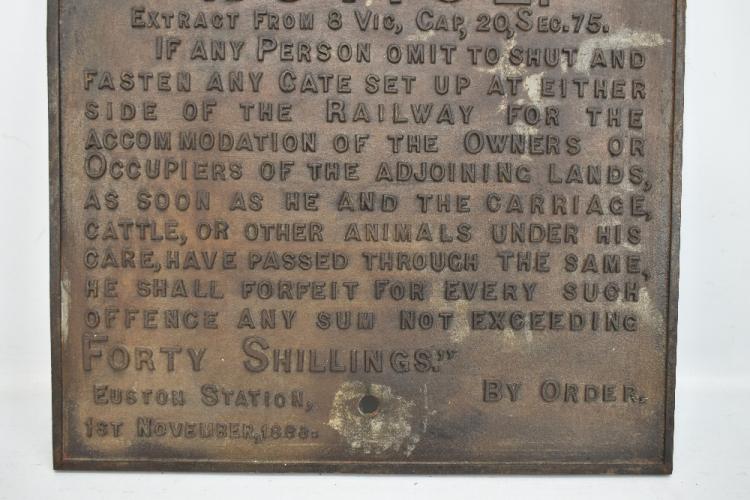 EXTRACT FROM 8 VIC, CAP, 20, SEC. 75.
IF ANY PERSON OMIT TO SHUT AND
FASTEN ANY GATE SET UP AT EITHER
SIDE OF THE RAILWAY FOR THE
ACCOMMODATION OF THE OWNERS OR
OCCUPIERS OF THE ADJOINING LANDS,
AS SOON AS HE AND THE CARRIAGE,
CATTLE, OR OTHER ANIMALS UNDER HIS
CARE, HAVE PASSED THROUGH THE SAME,
HE SHALL FORFEIT FOR EVERY SUCH
OFFENCE ANY SUM NOT EXCEEDING
FORTY SHILLINGS."
EUSTON STATION, BY ORDER.
1ST NOVEMBER, 1883.